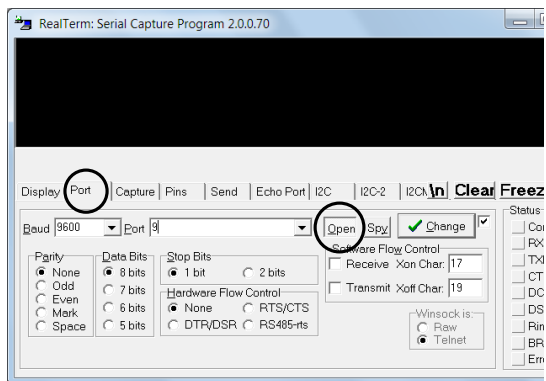 RealTerm: Serial Capture Program 2.0.0.70
Display Port Capture Pins Send Echo Port I2C I2C-2 \n Clear Freez
Status
Baud 9600 Port 9 Open Spy Change
Parity
None
Odd
Even
Mark
Space
Data Bits
8 bits
7 bits
6 bits
5 bits
Stop Bits
1 bit 2 bits
Hardware Flow Control
None RTS/CTS
DTR/DSR RS485-rts
Software Flow Control
Receive Xon Char: 17
Transmit Xoff Char: 19
Winsock is:
Raw
Telnet
RX
CT
DC
DS
BR